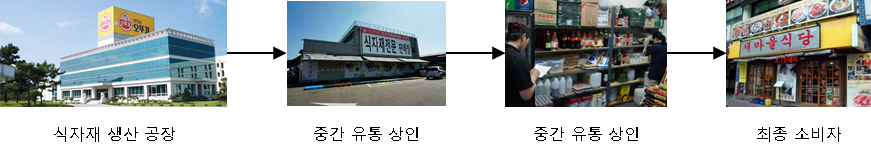 오뚜기
식자재전문 판매장
새마을식당
식자재 생산 공장
중간 유통 상인
중간 유통 상인
최종 소비자